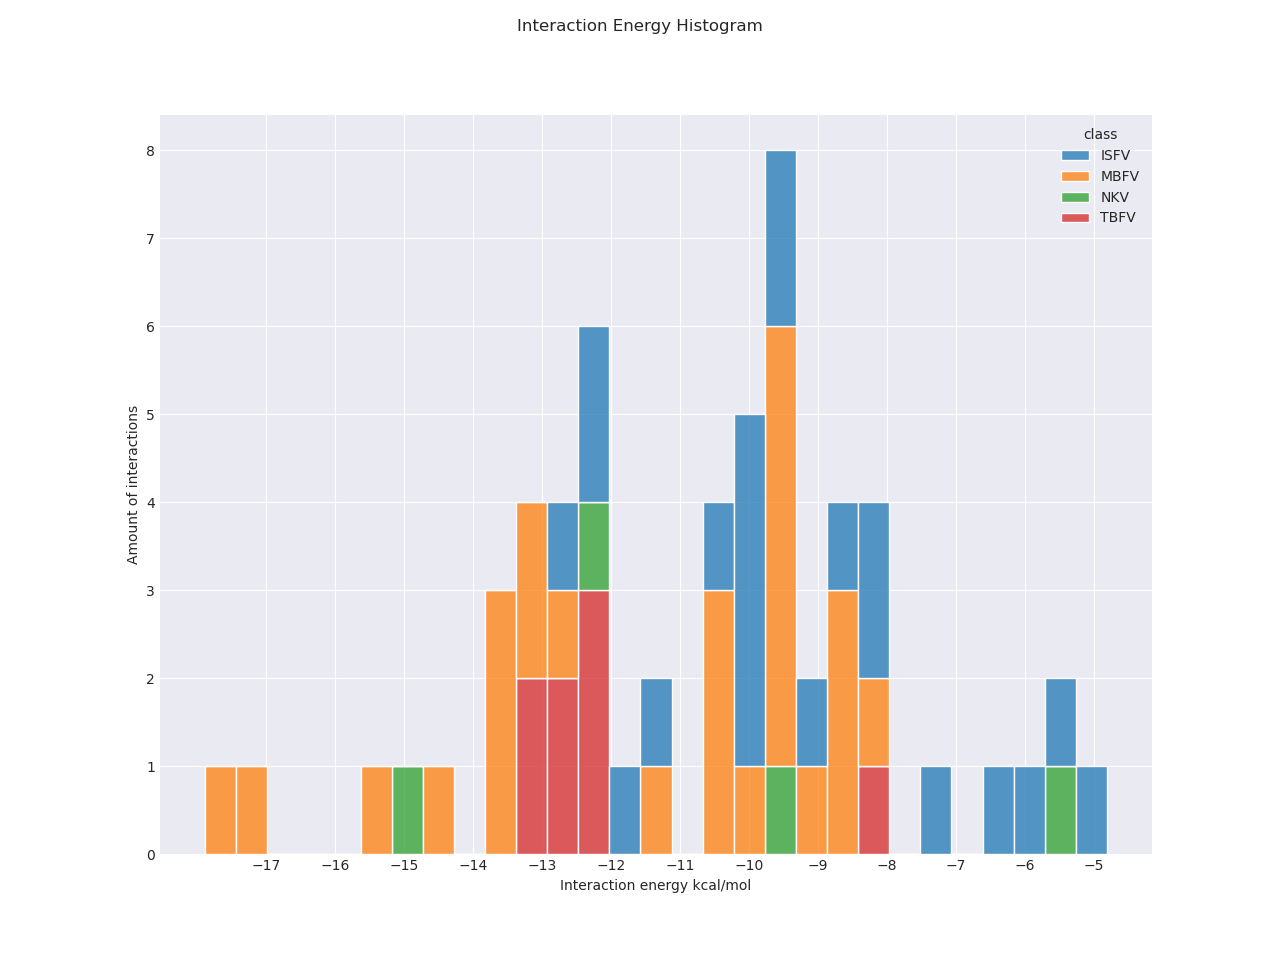 Interaction Energy Histogram
class
ISFV
MBFV
NKV
TBFV
8
7
6
5
4
3
2
1
0
Amount of interactions
−17 −16 −15 −14 −13 −12 −11 −10 −9 −8 −7 −6 −5
Interaction energy kcal/mol